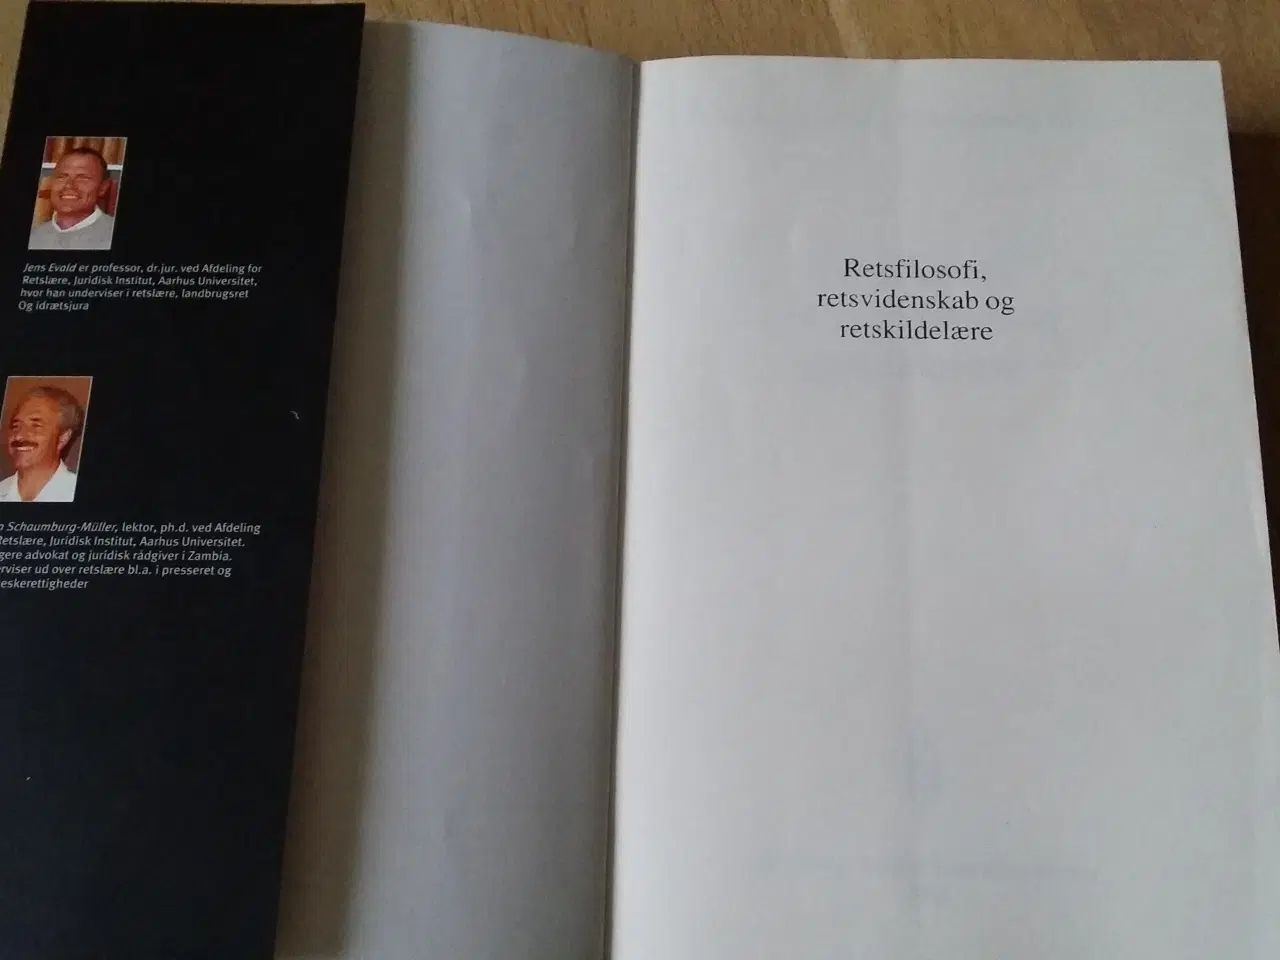 Jens Evald er professor, dr.jur. ved Afdeling for
Retslære, Juridisk Institut, Aarhus Universitet,
hvor han underviser i retslære, landbrugsret
Og idrætsjura
Schaumburg-Müller, lektor, ph.d. ved Afdeling
Retslære, Juridisk Institut, Aarhus Universitet.
advokat og juridisk rådgiver i Zambia.
ud over retslære bl.a. i presseret og
Retsfilosofi,
retsvidenskab og
retskildelære